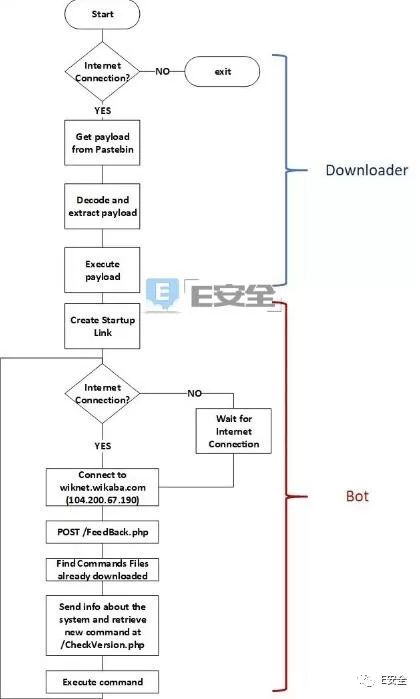 Start
Internet
Connection?
NO
exit
YES
Get payload
from Pastebin
Downloader
Decode and
extract payload
Execute
payload
E E安全
Create Startup
Link
Internet
Connection?
NO
Wait for
Internet
Connection
YES
Connect to
wiknet.wikaba.com
(104.200.67.190)
Bot
POST /FeedBack.php
Find Commands Files
already downloaded
Send info about the
system and retrieve
new command at
/CheckVersion.php
Execute command
E安全